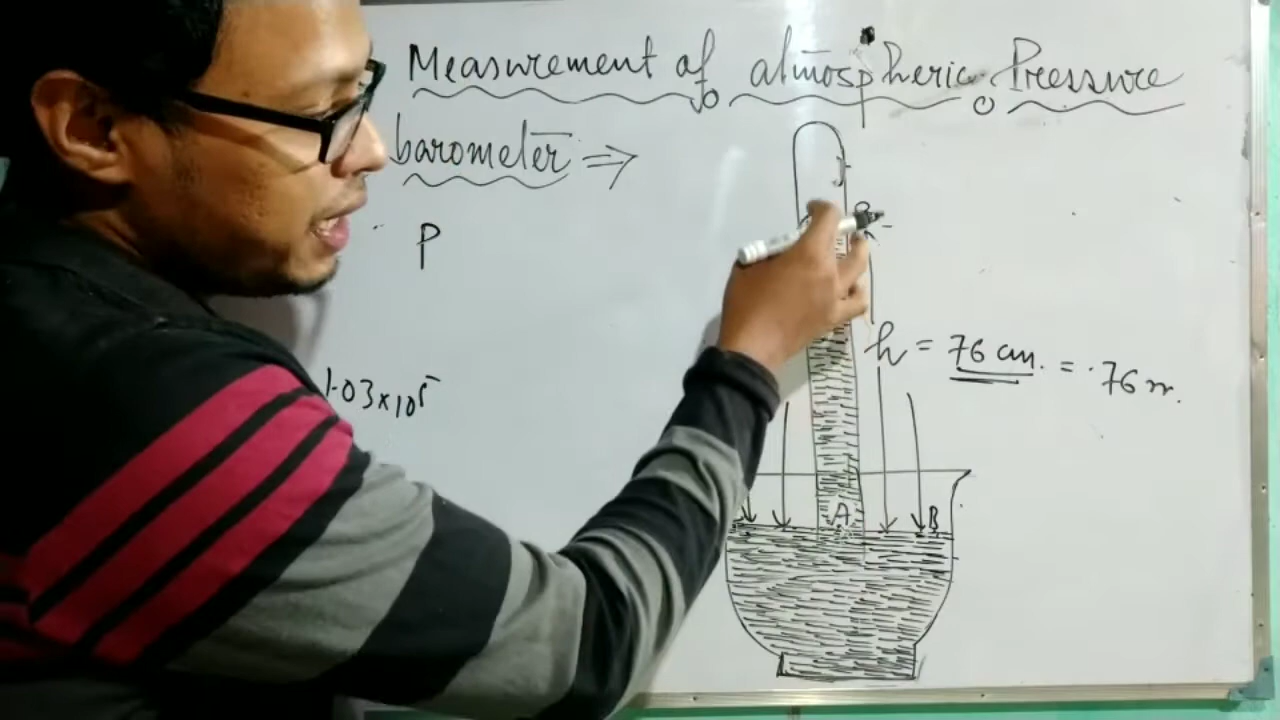 Measurement of atmospheric Pressure
barometer ⇒
P
h = 76 cm. = .76 m.
1.03×10⁵
A
B